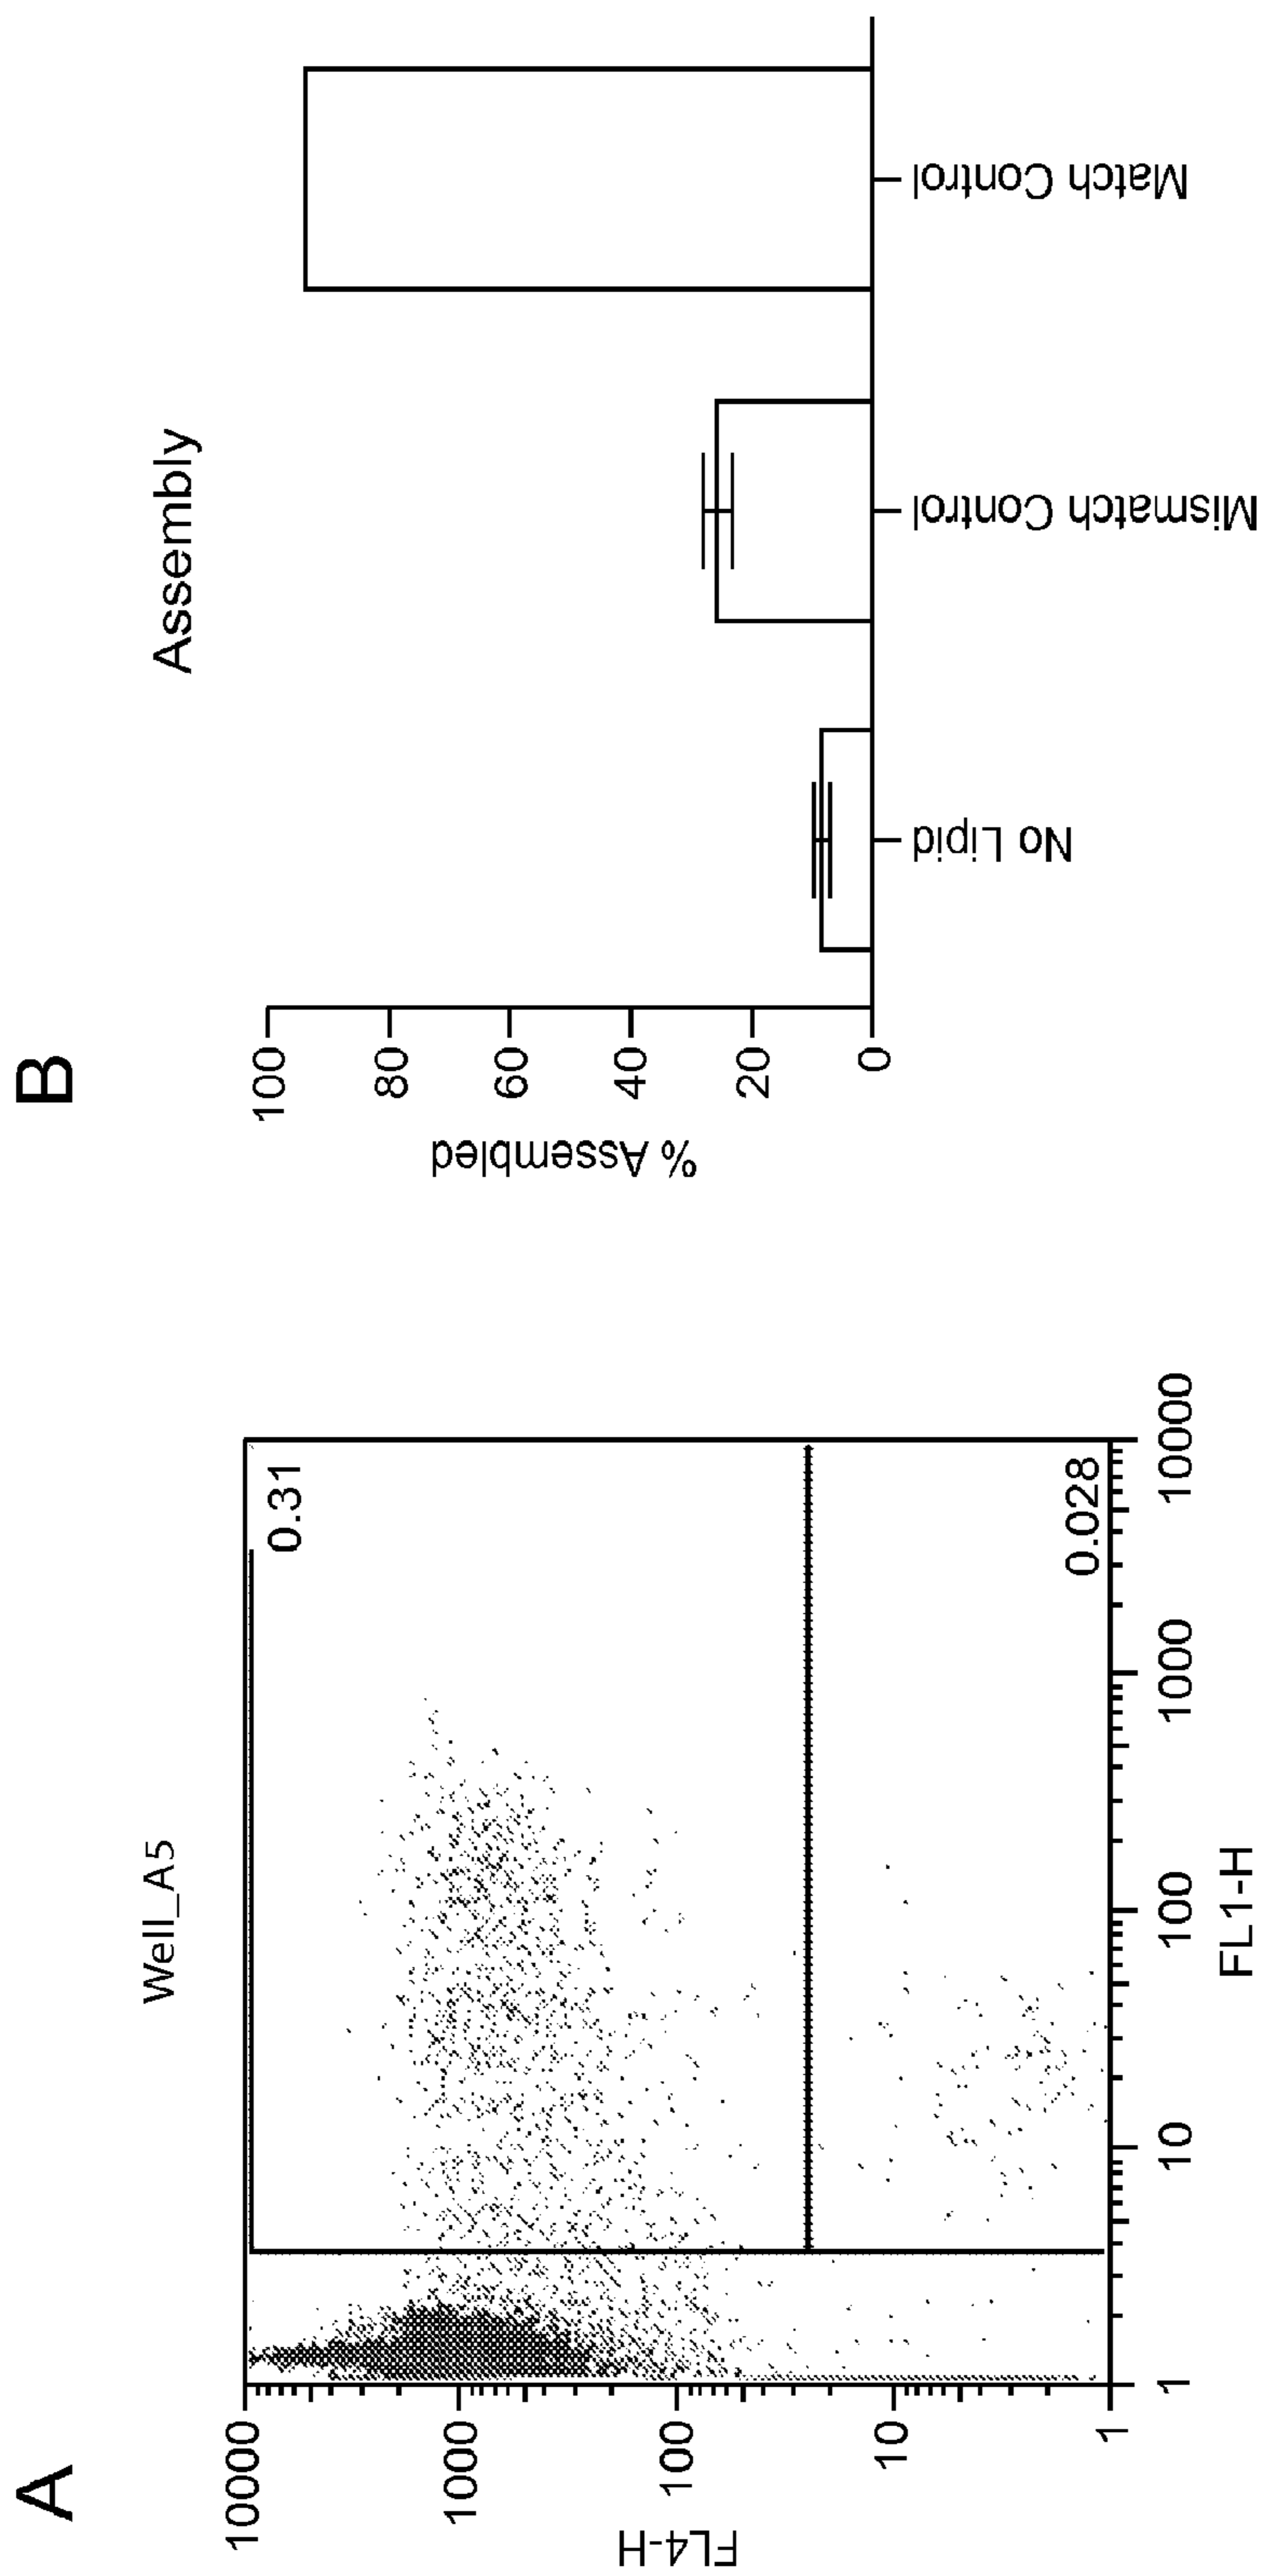 A
Well_A5
10000
1000
100
10
1
FL4-H
0.31
0.028
1
10
100
1000
10000
FL1-H
B
Assembly
100
80
60
40
20
0
% Assembled
No Lipid
Mismatch Control
Match Control